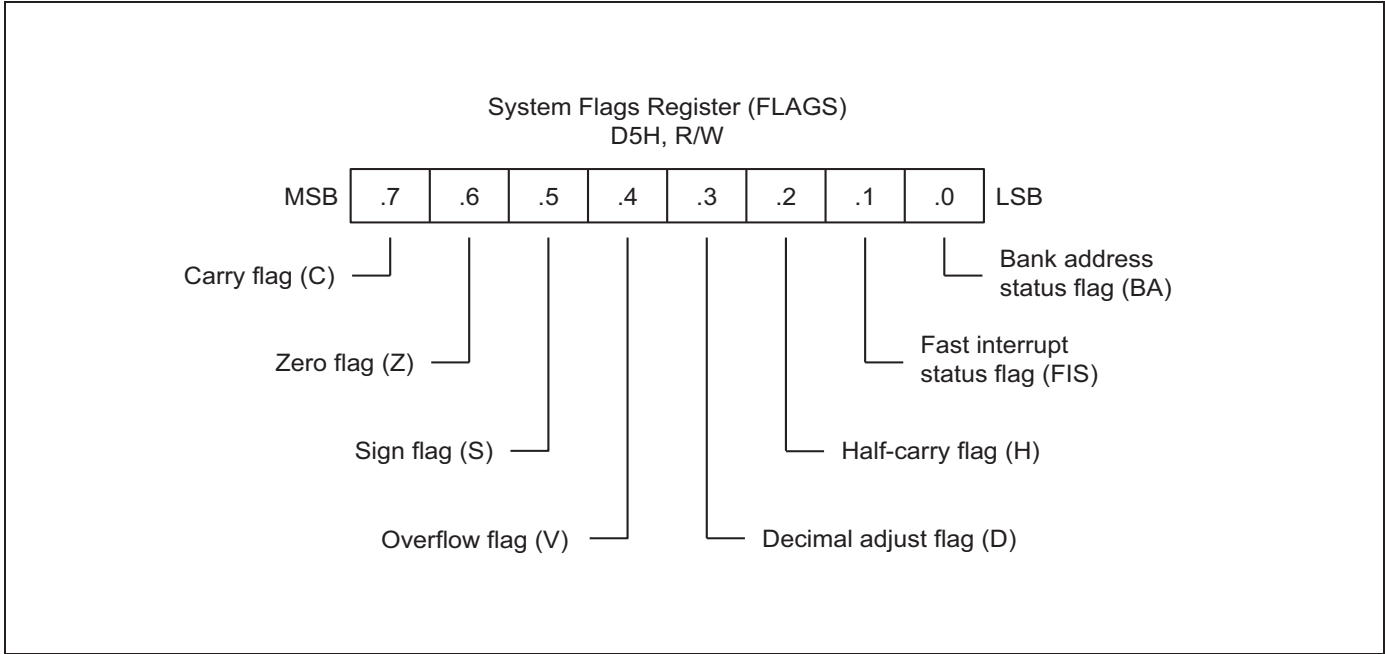 System Flags Register (FLAGS)
D5H, R/W
MSB .7 .6 .5 .4 .3 .2 .1 .0 LSB
Carry flag (C)
Bank address
status flag (BA)
Zero flag (Z)
Fast interrupt
status flag (FIS)
Sign flag (S)
Half-carry flag (H)
Overflow flag (V)
Decimal adjust flag (D)